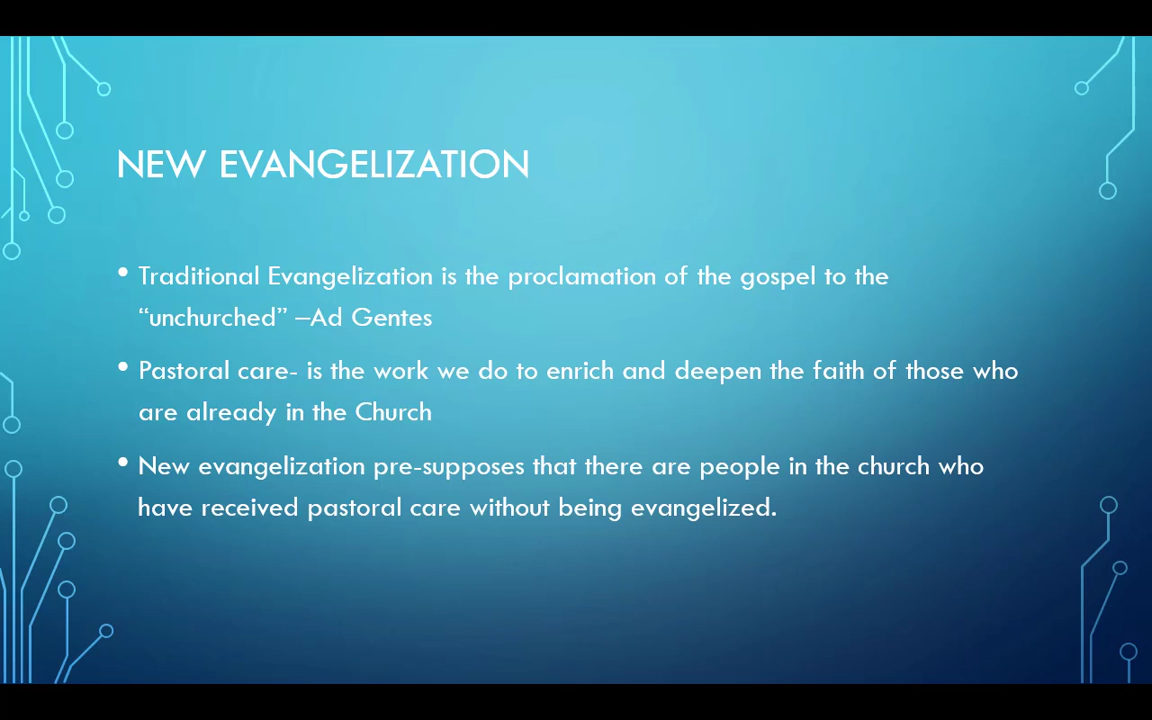 NEW EVANGELIZATION
• Traditional Evangelization is the proclamation of the gospel to the
“unchurched” –Ad Gentes
• Pastoral care- is the work we do to enrich and deepen the faith of those who
are already in the Church
• New evangelization pre-supposes that there are people in the church who
have received pastoral care without being evangelized.